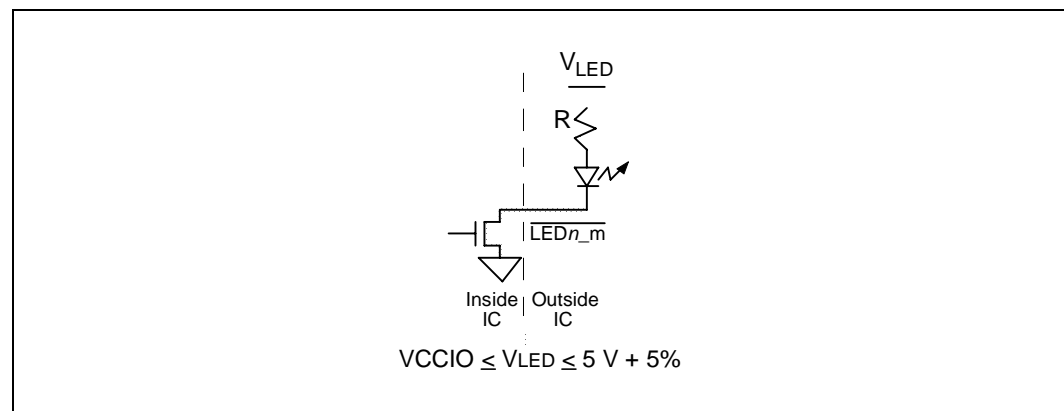 VLED
R
LEDn_m
Inside IC
Outside IC
VCCIO ≤ VLED ≤ 5 V + 5%